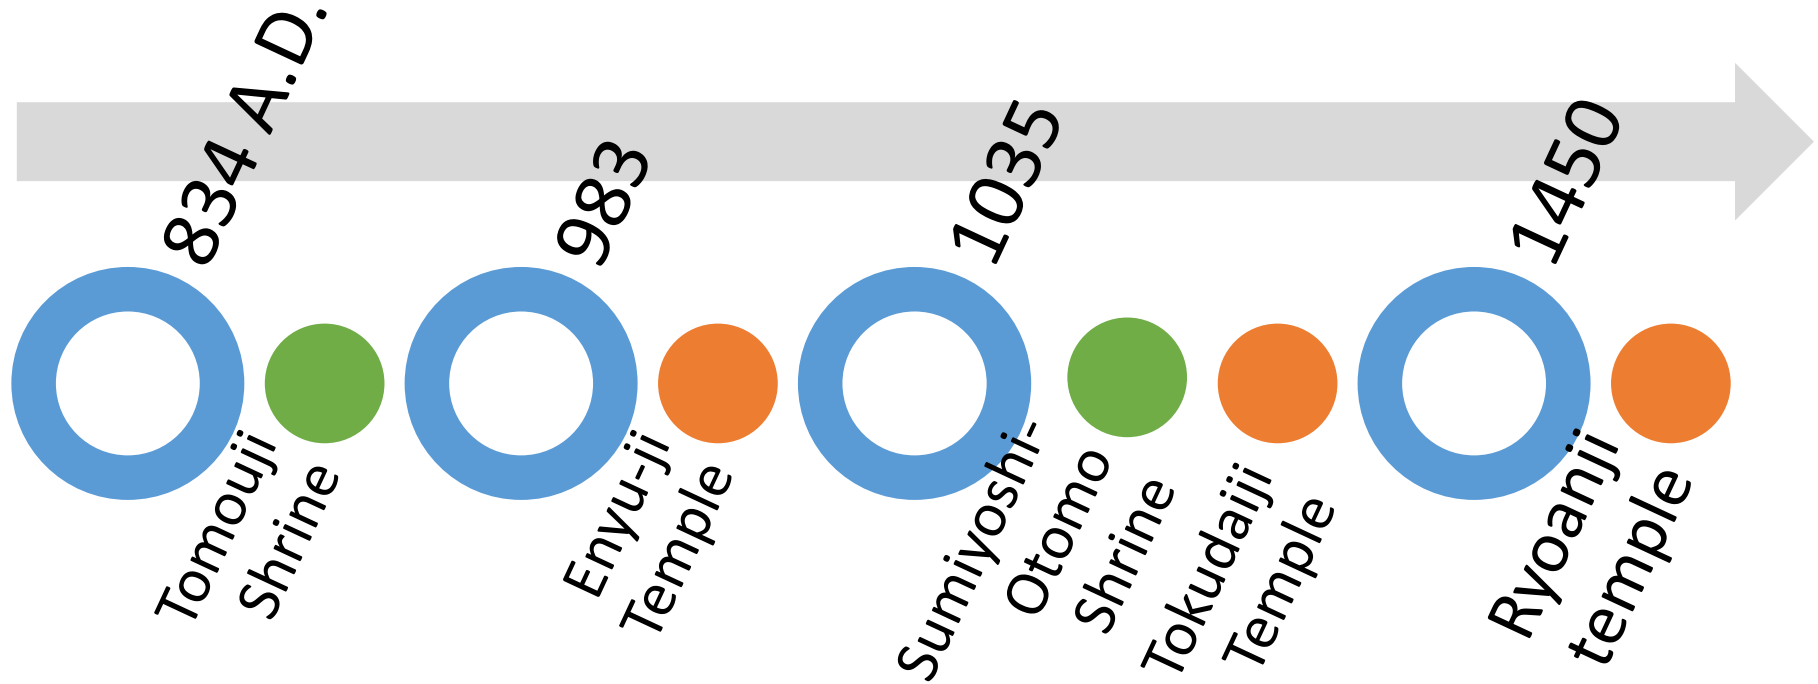 834 A.D.
Tomouji
Shrine
983
Enyu-ji
Temple
1035
Sumiyoshi-
Otomo
Shrine
Tokudaiji
Temple
1450
Ryoanji
temple